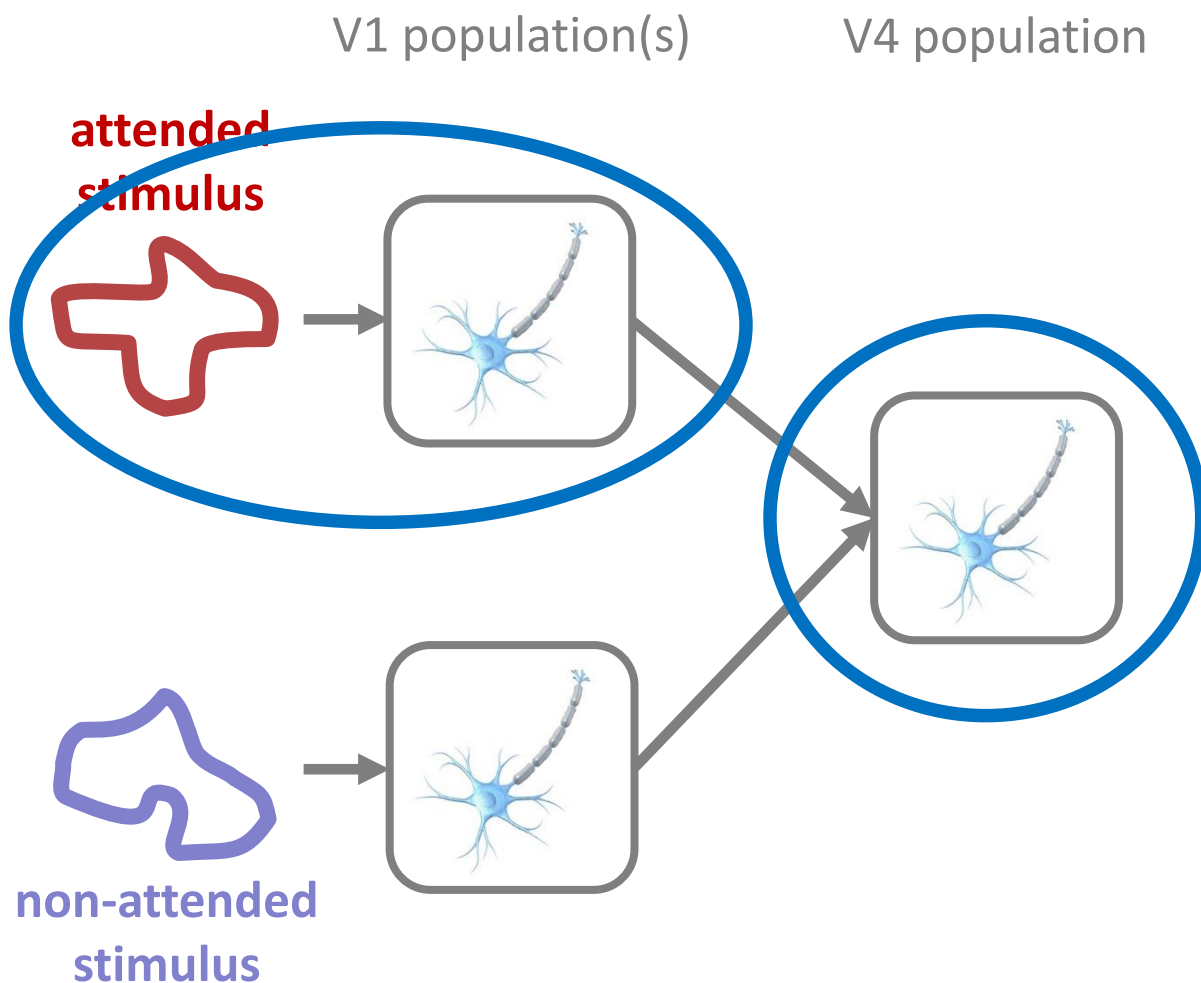 V1 population(s)
V4 population
attended
stimulus
non-attended
stimulus